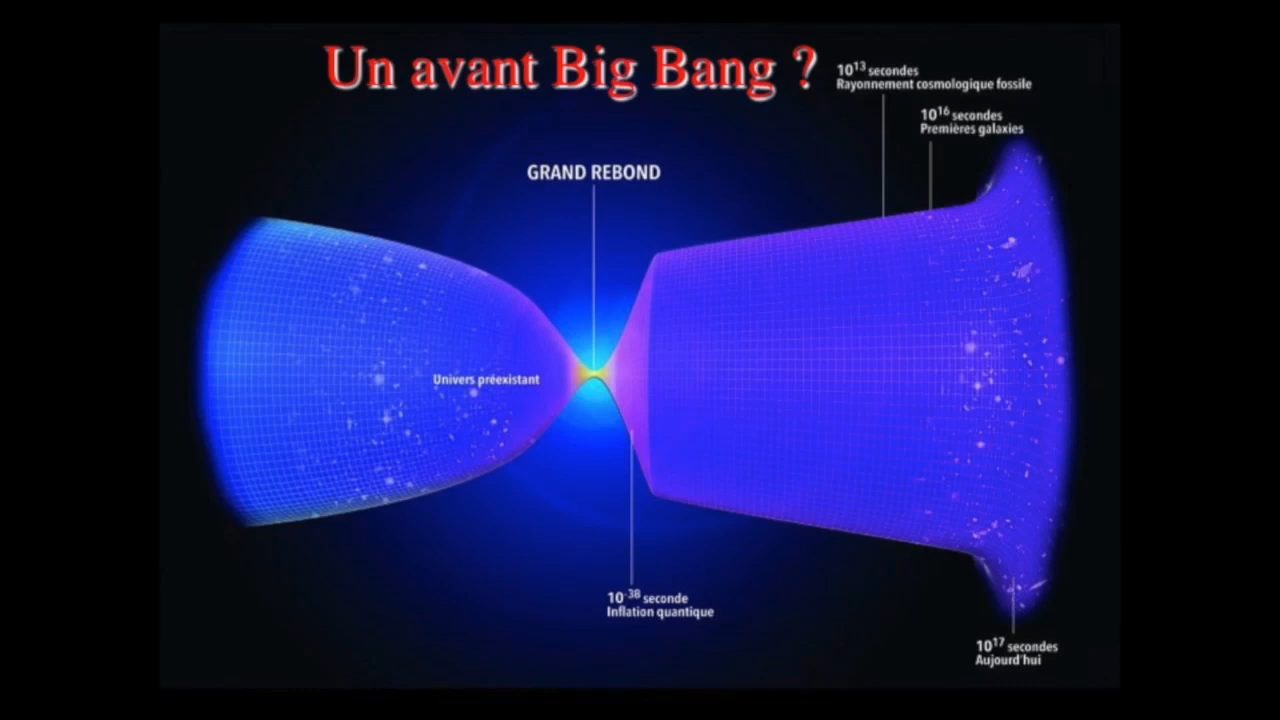 Un avant Big Bang ?
10¹³ secondes
Rayonnement cosmologique fossile
10¹⁶ secondes
Premières galaxies
GRAND REBOND
Univers préexistant
10⁻³⁸ seconde
Inflation quantique
10¹⁷ secondes
Aujourd'hui